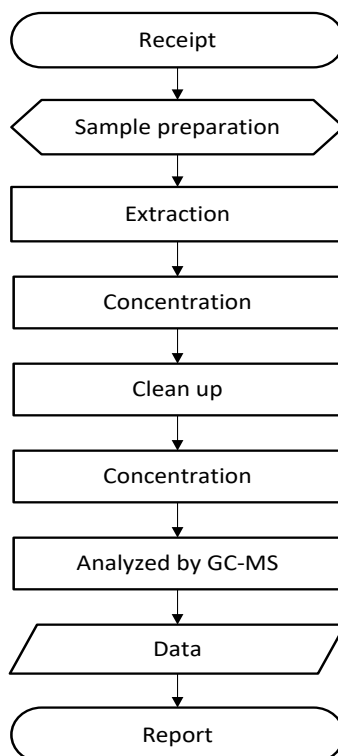 Receipt
Sample preparation
Extraction
Concentration
Clean up
Concentration
Analyzed by GC-MS
Data
Report